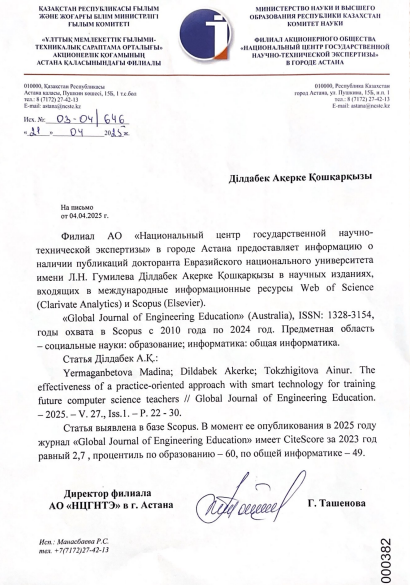 ҚАЗАҚСТАН РЕСПУБЛИКАСЫ ҒЫЛЫМ
ЖӘНЕ ЖОҒАРҒЫ БІЛІМ МИНИСТРЛІГІ
ҒЫЛЫМ КОМИТЕТІ
«ҰЛТТЫҚ МЕМЛЕКЕТТІК ҒЫЛЫМИ-
ТЕХНИКАЛЫҚ САРАПТАМА ОРТАЛЫҒЫ»
АКЦИОНЕРЛІК ҚОҒАМЫНЫҢ
АСТАНА ҚАЛАСЫНДАҒЫ ФИЛИАЛЫ
МИНИСТЕРСТВО НАУКИ И ВЫСШЕГО
ОБРАЗОВАНИЯ РЕСПУБЛИКИ КАЗАХСТАН
КОМИТЕТ НАУКИ
ФИЛИАЛ АКЦИОНЕРНОГО ОБЩЕСТВА
«НАЦИОНАЛЬНЫЙ ЦЕНТР ГОСУДАРСТВЕННОЙ
НАУЧНО-ТЕХНИЧЕСКОЙ ЭКСПЕРТИЗЫ»
В ГОРОДЕ АСТАНА
010000, Қазақстан Республикасы
Астана қаласы, Пушкин көшесі, 15Б, 1 т.с.бөл
тел.: 8 (7172) 27-42-13
E-mail: astana@ncste.kz
010000, Республика Казахстан
город Астана, ул. Пушкина, 15Б, н.п. 1
тел.: 8 (7172) 27-42-13
E-mail: astana@ncste.kz
Исх. № 03-04/646
«21» 04 2025 г.
Ділдабек Ақерке Қошқарқызы
На письмо
от 04.04.2025 г.
Филиал АО «Национальный центр государственной научно-
технической экспертизы» в городе Астана предоставляет информацию о
наличии публикаций докторанта Евразийского национального университета
имени Л.Н. Гумилева Ділдабек Ақерке Қошқарқызы в научных изданиях,
входящих в международные информационные ресурсы Web of Science
(Clarivate Analytics) и Scopus (Elsevier).
«Global Journal of Engineering Education» (Australia), ISSN: 1328-3154,
годы охвата в Scopus с 2010 года по 2024 год. Предметная область
– социальные науки: образование; информатика: общая информатика.
Статья Ділдабек А.Қ.:
Yermaganbetova Madina; Dildabek Akerke; Tokzhigitova Ainur. The
effectiveness of a practice-oriented approach with smart technology for training
future computer science teachers // Global Journal of Engineering Education.
– 2025. – V. 27., Iss.1. – P. 22 - 30.
Статья выявлена в базе Scopus. В момент ее опубликования в 2025 году
журнал «Global Journal of Engineering Education» имеет CiteScore за 2023 год
равный 2,7 , процентиль по образованию – 60, по общей информатике – 49.
Директор филиала
АО «НЦГНТЭ» в г. Астана
Г. Ташенова
Исп.: Манасбаева Р.С.
тел. +7(7172)27-42-13
000382